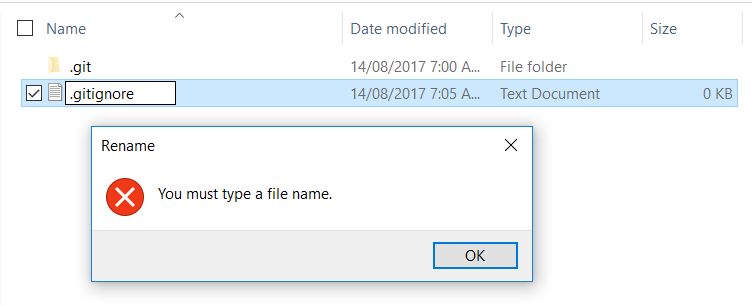 Name Date modified Type Size
.git 14/08/2017 7:00 A... File folder
.gitignore 14/08/2017 7:05 A... Text Document 0 KB
Rename
You must type a file name.
OK